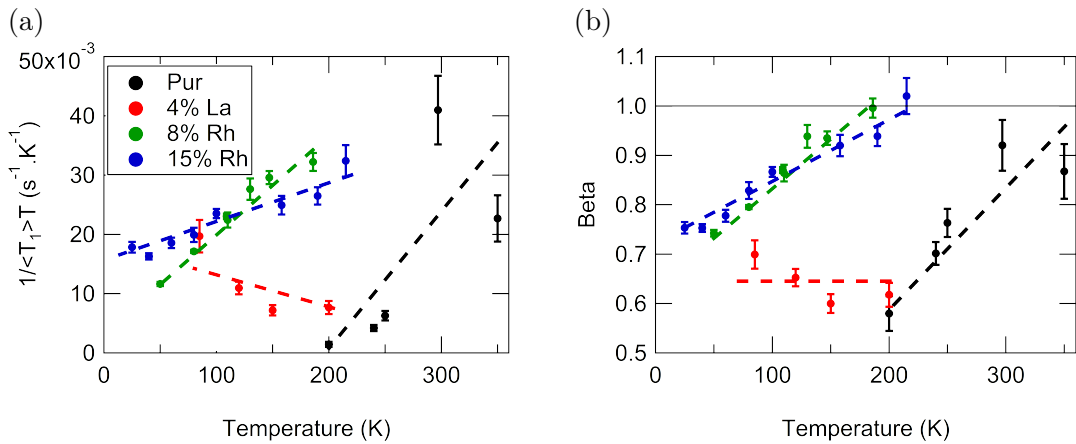 (a)
(b)
50x10⁻³
40
30
20
10
0
1/<T₁>T (s⁻¹.K⁻¹)
Pur
4% La
8% Rh
15% Rh
0
100
200
300
Temperature (K)
1.1
1.0
0.9
0.8
0.7
0.6
0.5
Beta
0
100
200
300
Temperature (K)